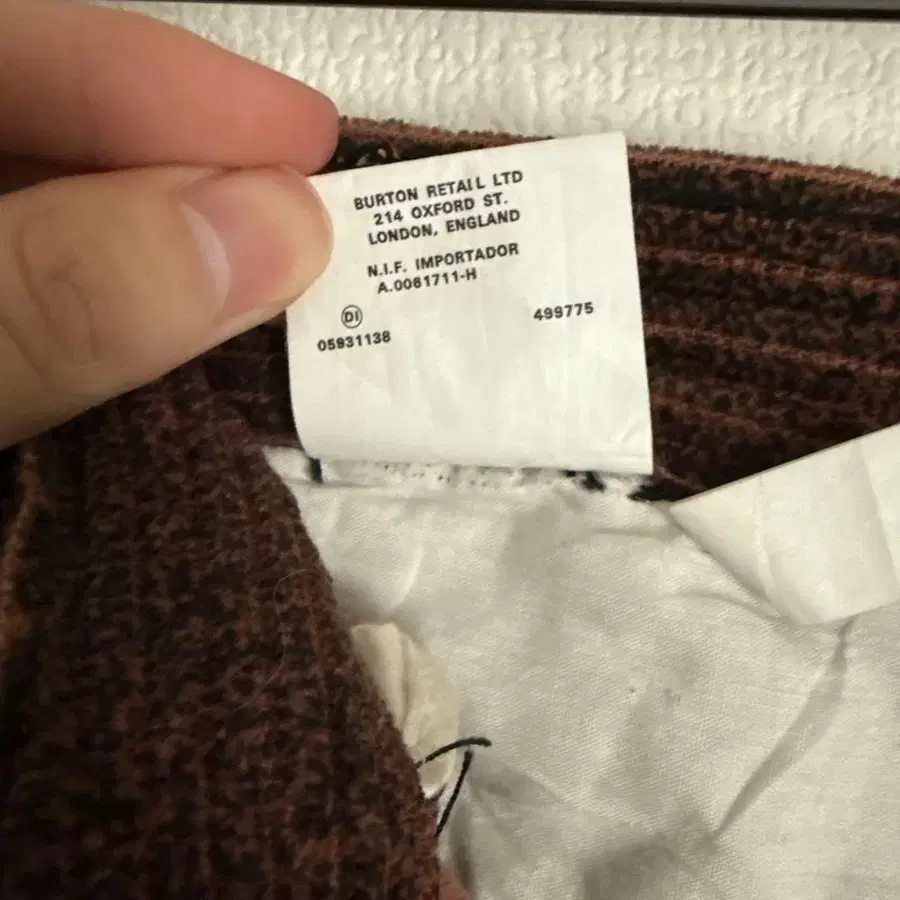 BURTON RETAIL LTD
214 OXFORD ST.
LONDON, ENGLAND
N.I.F. IMPORTADOR
A.0061711-H
DI
05931138
499775